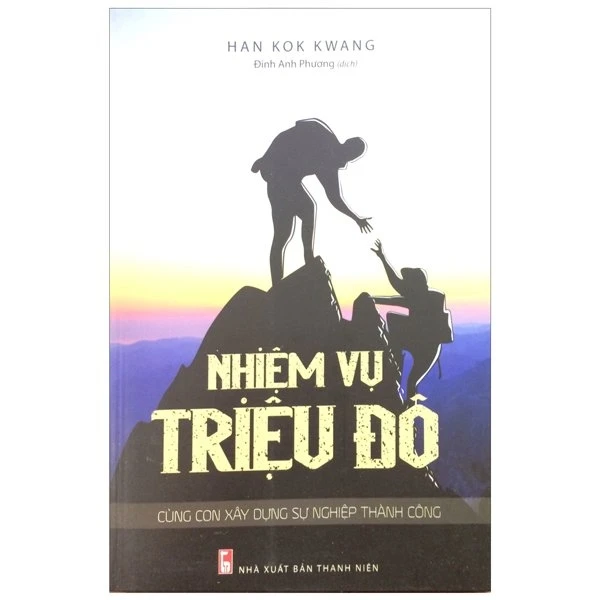 HAN KOK KWANG
Đinh Anh Phương (dịch)
NHIỆM VỤ
TRIỆU ĐÔ
CÙNG CON XÂY DỰNG SỰ NGHIỆP THÀNH CÔNG
NHÀ XUẤT BẢN THANH NIÊN